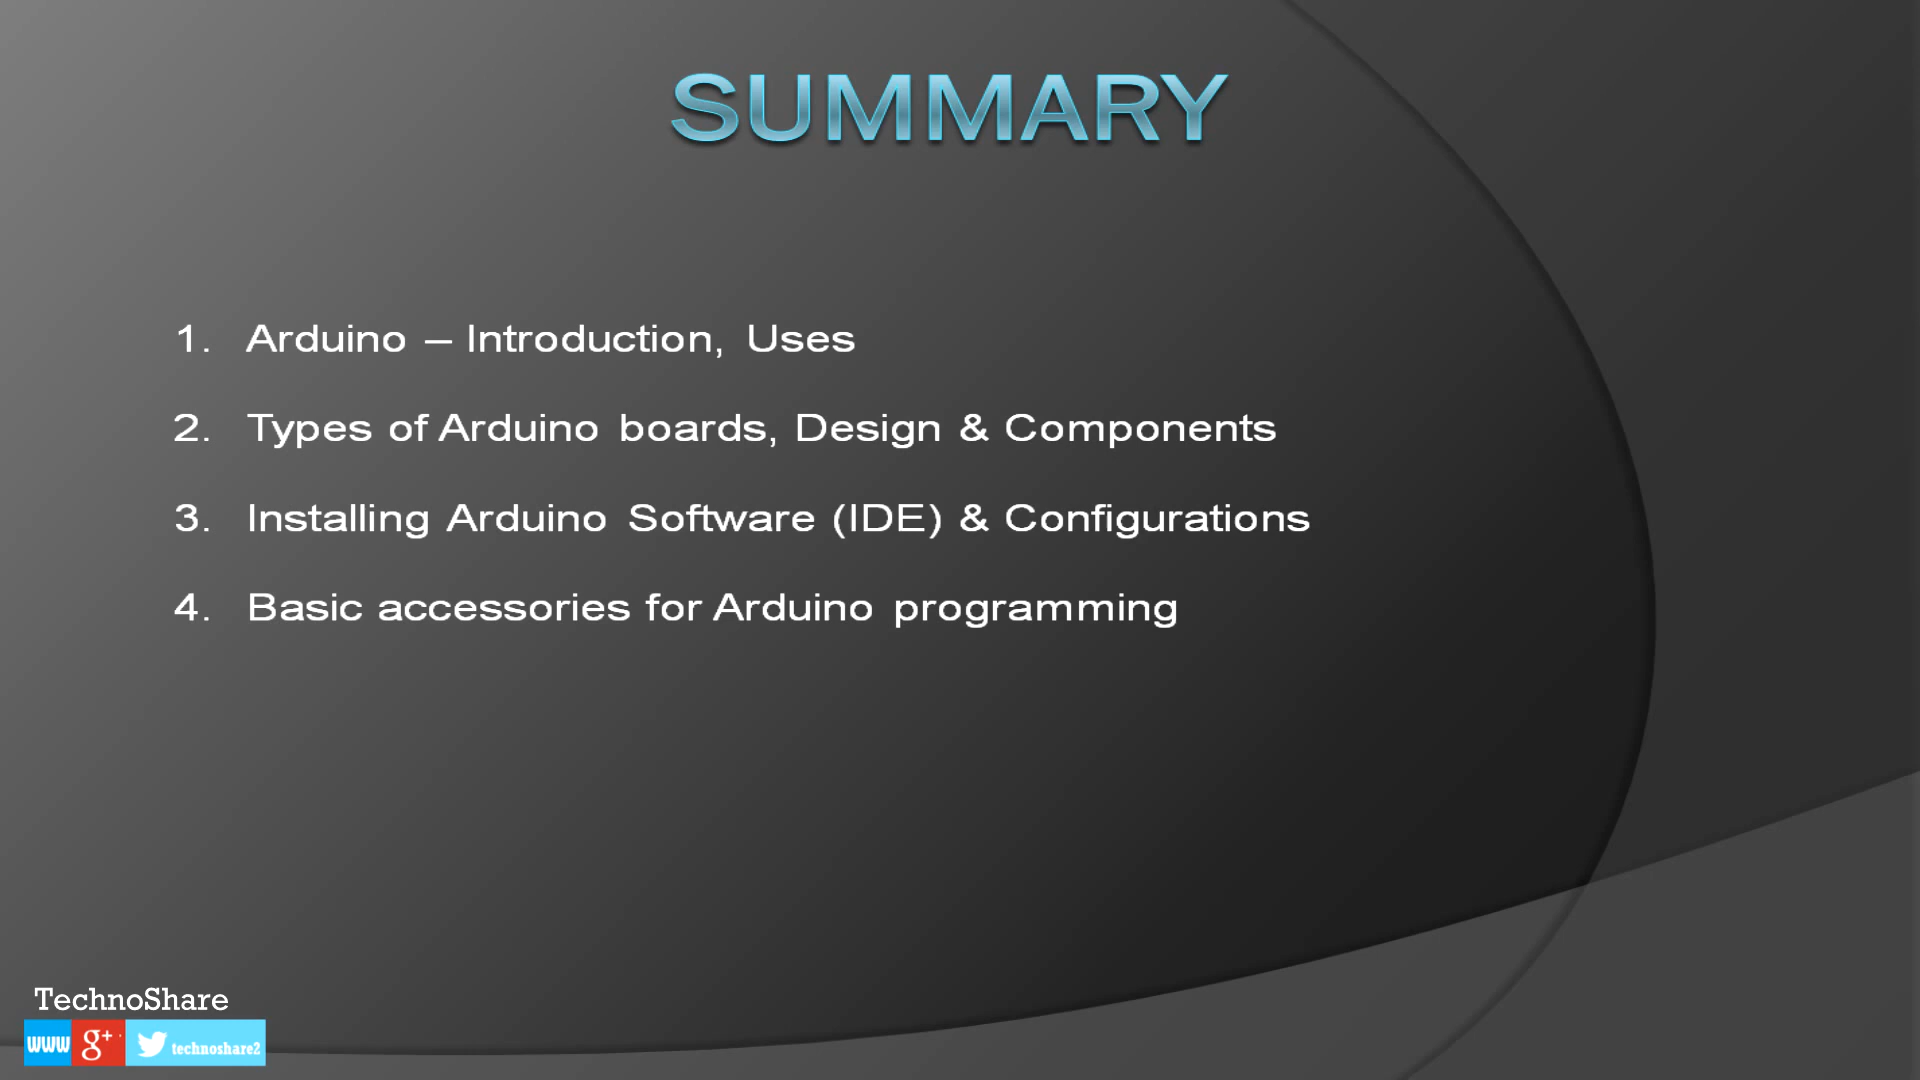 SUMMARY
1. Arduino – Introduction, Uses
2. Types of Arduino boards, Design & Components
3. Installing Arduino Software (IDE) & Configurations
4. Basic accessories for Arduino programming
TechnoShare
www g+ technoshare2